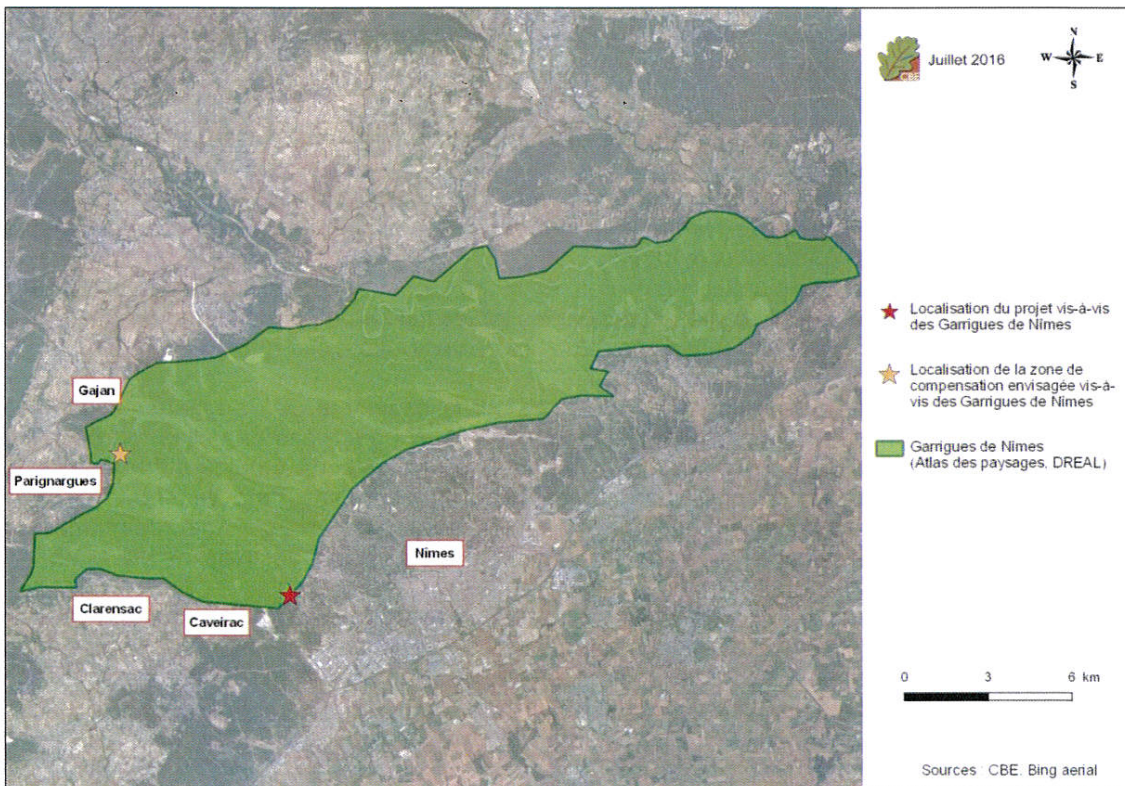 Gajan
Parignargues
Clarensac
Caveirac
Nîmes
CBE
Juillet 2016
N
W E
S
Localisation du projet vis-à-vis
des Garrigues de Nîmes
Localisation de la zone de
compensation envisagée vis-à-
vis des Garrigues de Nîmes
Garrigues de Nîmes
(Atlas des paysages, DREAL)
0 3 6 km
Sources : CBE, Bing aerial